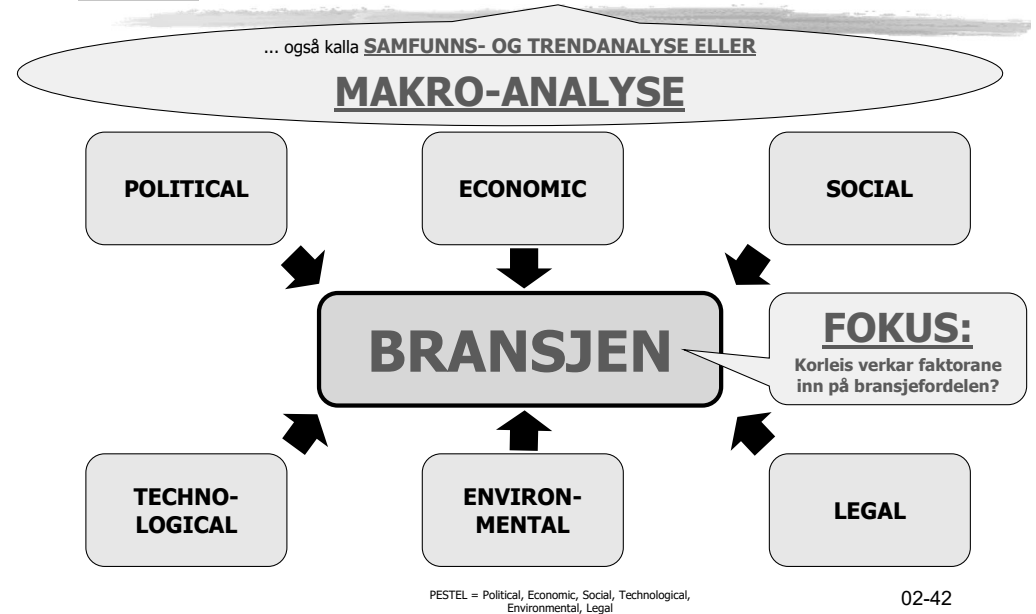 ... også kalla SAMFUNNS- OG TRENDANALYSE ELLER
MAKRO-ANALYSE
POLITICAL
ECONOMIC
SOCIAL
BRANSJEN
FOKUS:
Korleis verkar faktorane
inn på bransjefordelen?
TECHNO-
LOGICAL
ENVIRON-
MENTAL
LEGAL
PESTEL = Political, Economic, Social, Technological,
Environmental, Legal
02-42